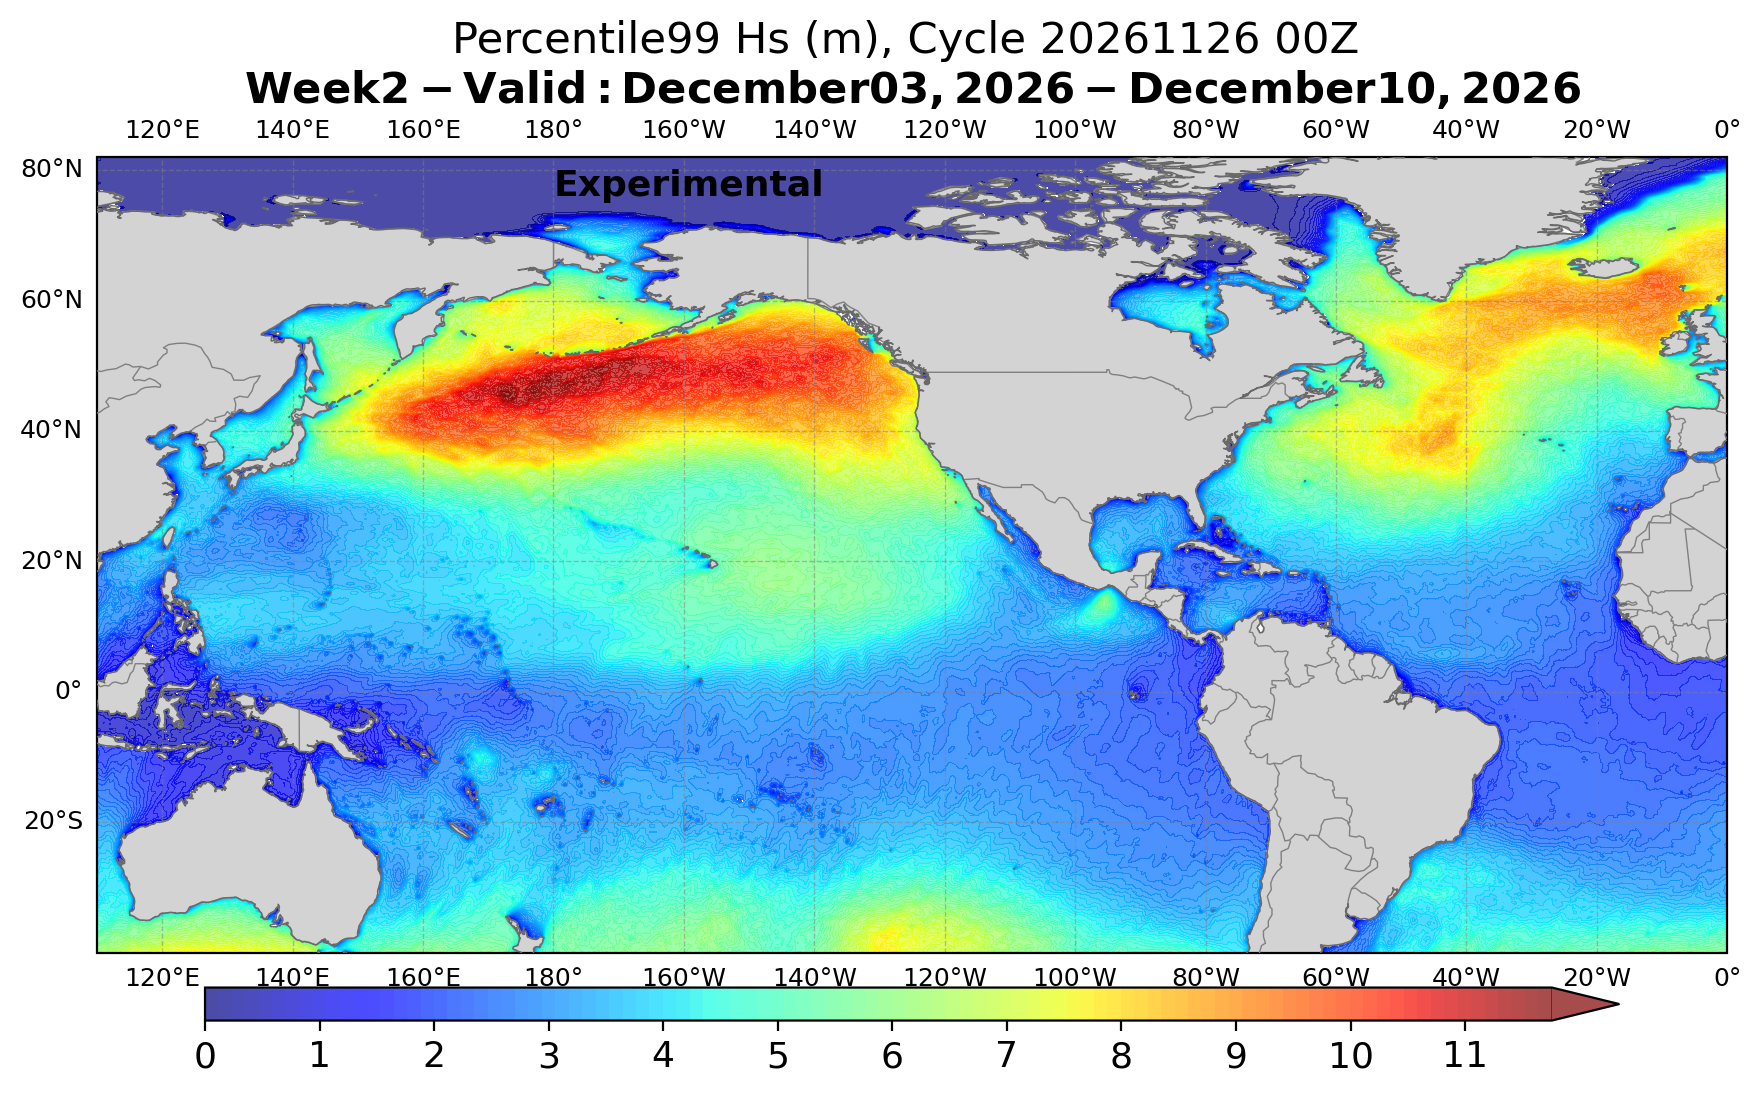 Percentile99 Hs (m), Cycle 20261126 00Z
Week2 − Valid : December03, 2026 − December10, 2026
120°E 140°E 160°E 180° 160°W 140°W 120°W 100°W 80°W 60°W 40°W 20°W 0°
80°N
Experimental
60°N
40°N
20°N
0°
20°S
120°E 140°E 160°E 180° 160°W 140°W 120°W 100°W 80°W 60°W 40°W 20°W 0°
0 1 2 3 4 5 6 7 8 9 10 11